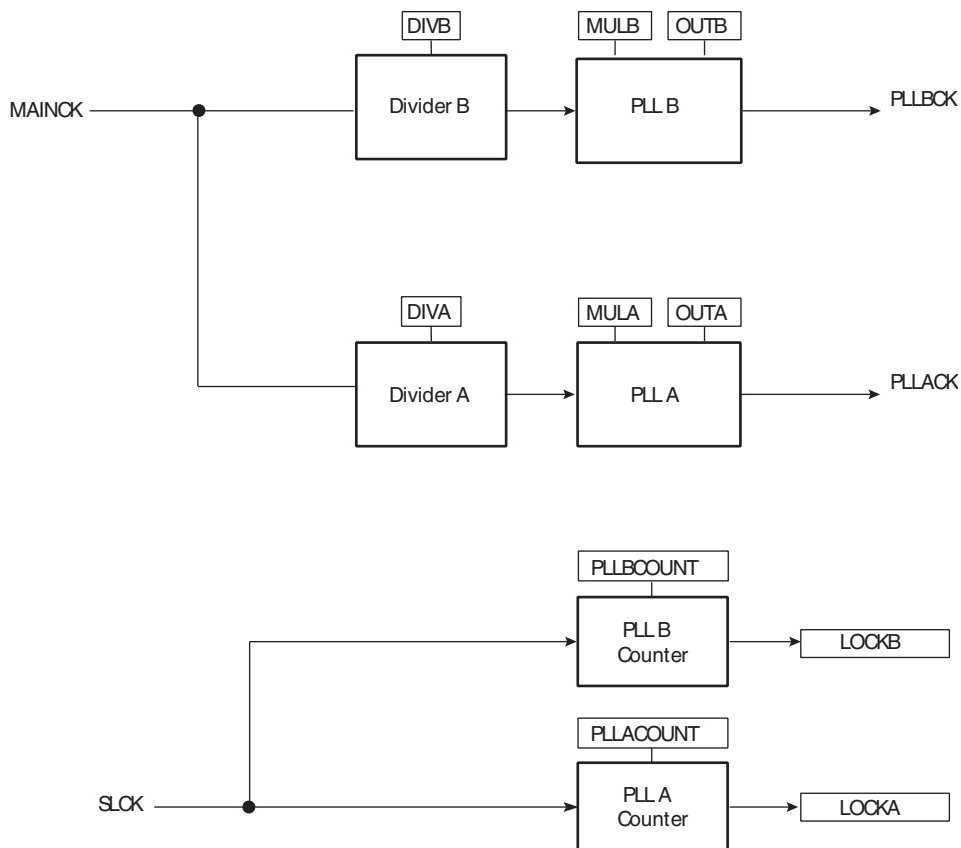 DIVB
MULB
OUTB
MAINCK
Divider B
PLL B
PLLBCK
DIVA
MULA
OUTA
Divider A
PLL A
PLLACK
PLLBCOUNT
PLL B
Counter
LOCKB
PLLACOUNT
SLCK
PLL A
Counter
LOCKA